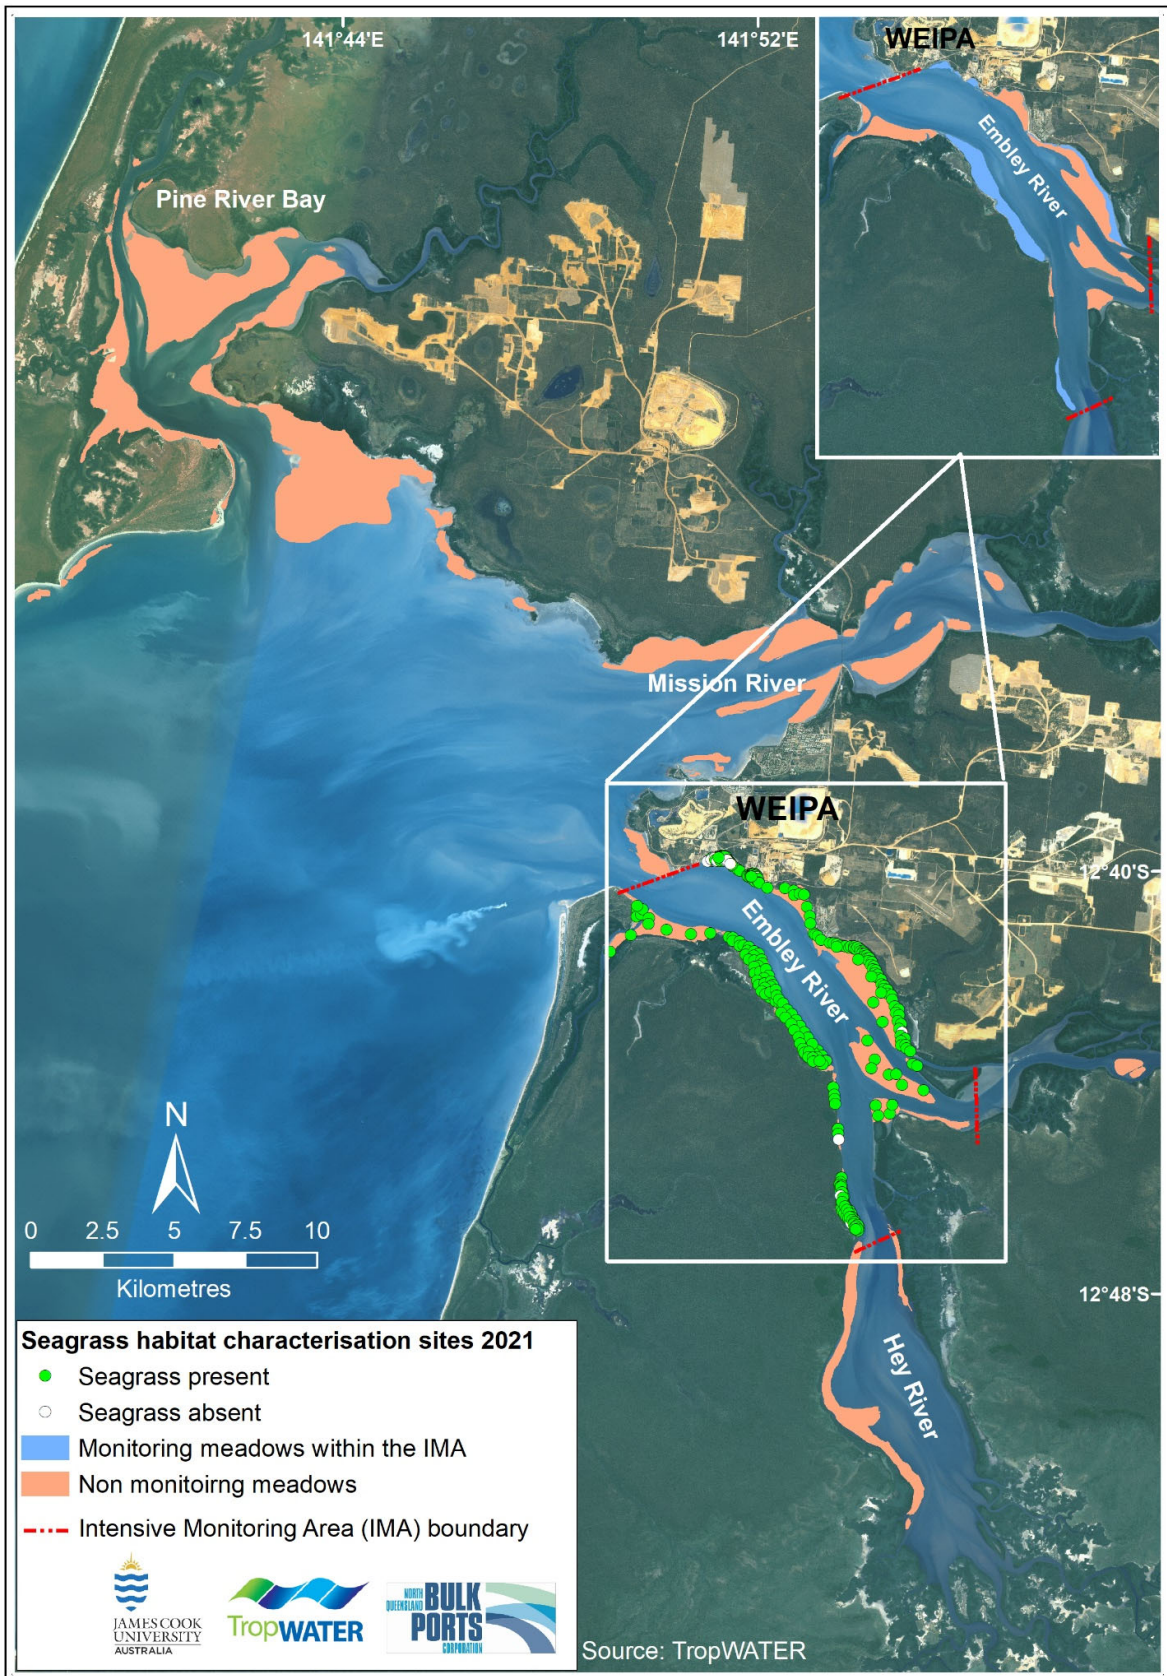 141°44'E
141°52'E
WEIPA
Embley River
Pine River Bay
Mission River
WEIPA
12°40'S
Embley River
N
0 2.5 5 7.5 10
Kilometres
12°48'S
Hey River
Seagrass habitat characterisation sites 2021
Seagrass present
Seagrass absent
Monitoring meadows within the IMA
Non monitoirng meadows
Intensive Monitoring Area (IMA) boundary
JAMES COOK
UNIVERSITY
AUSTRALIA
TropWATER
NORTH
QUEENSLAND
BULK
PORTS
CORPORATION
Source: TropWATER